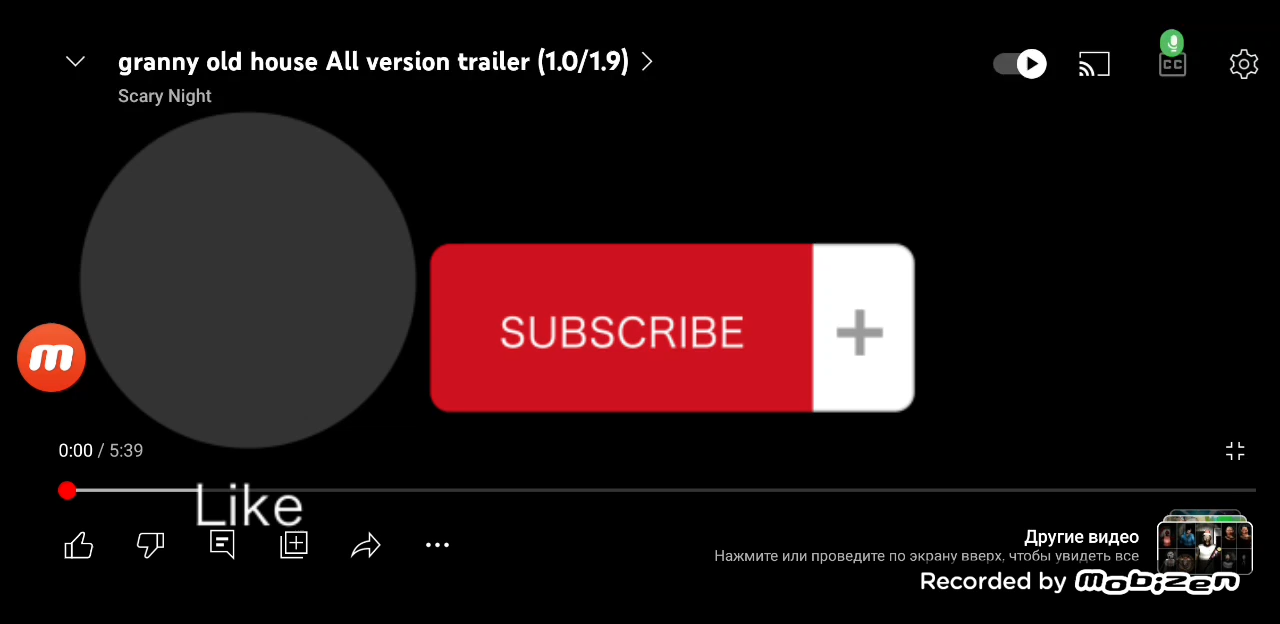 granny old house All version trailer (1.0/1.9)
Scary Night
CC
SUBSCRIBE
m
0:00 / 5:39
Like
Другие видео
Нажмите или проведите по экрану вверх, чтобы увидеть все
Recorded by mobizen